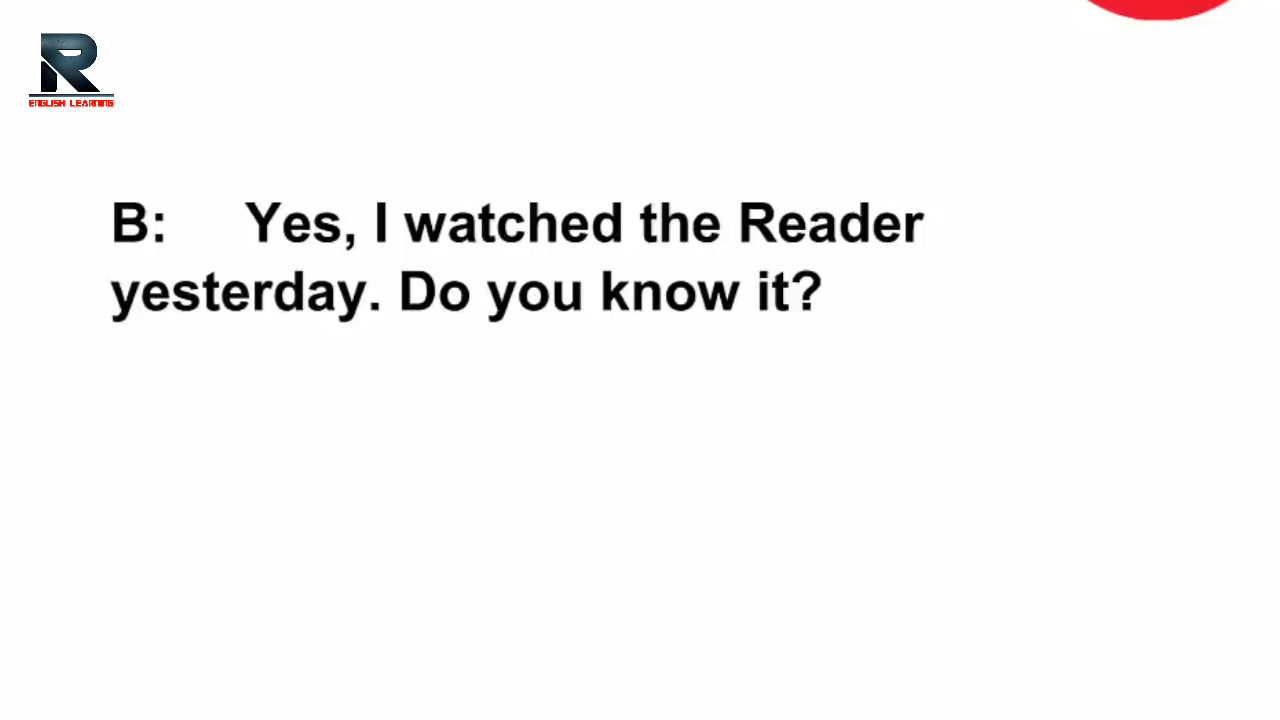 R
ENGLISH LEARNING
B: Yes, I watched the Reader
yesterday. Do you know it?